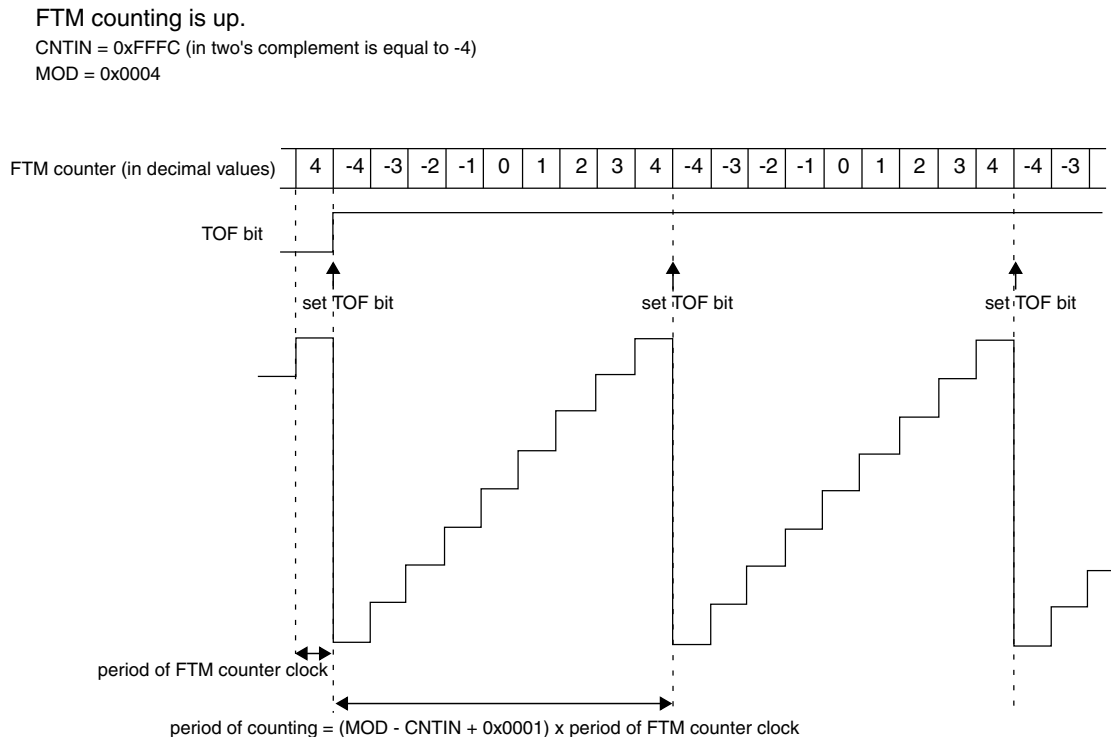 FTM counting is up.
CNTIN = 0xFFFC (in two's complement is equal to -4)
MOD = 0x0004
FTM counter (in decimal values) 4 -4 -3 -2 -1 0 1 2 3 4 -4 -3 -2 -1 0 1 2 3 4 -4 -3
TOF bit
set TOF bit set TOF bit set TOF bit
period of FTM counter clock
period of counting = (MOD - CNTIN + 0x0001) x period of FTM counter clock